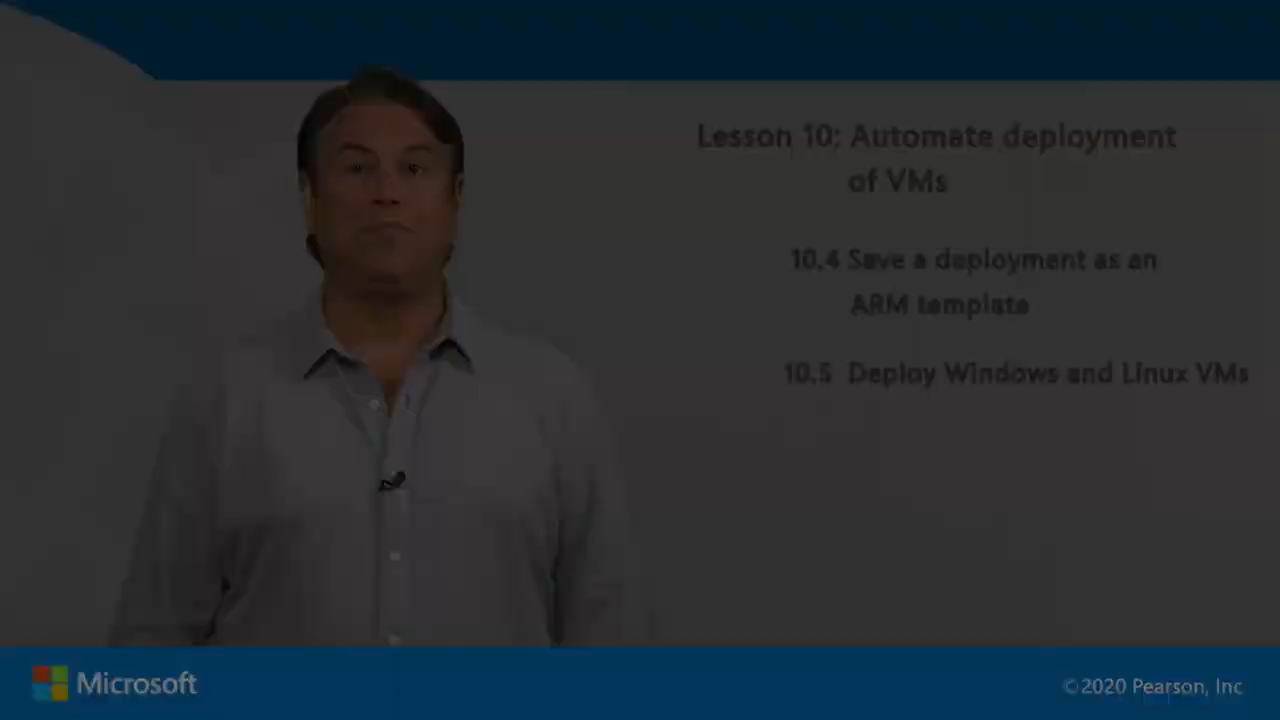 Lesson 10: Automate deployment
of VMs
10.4 Save a deployment as an
ARM template
10.5 Deploy Windows and Linux VMs
Microsoft
©2020 Pearson, Inc